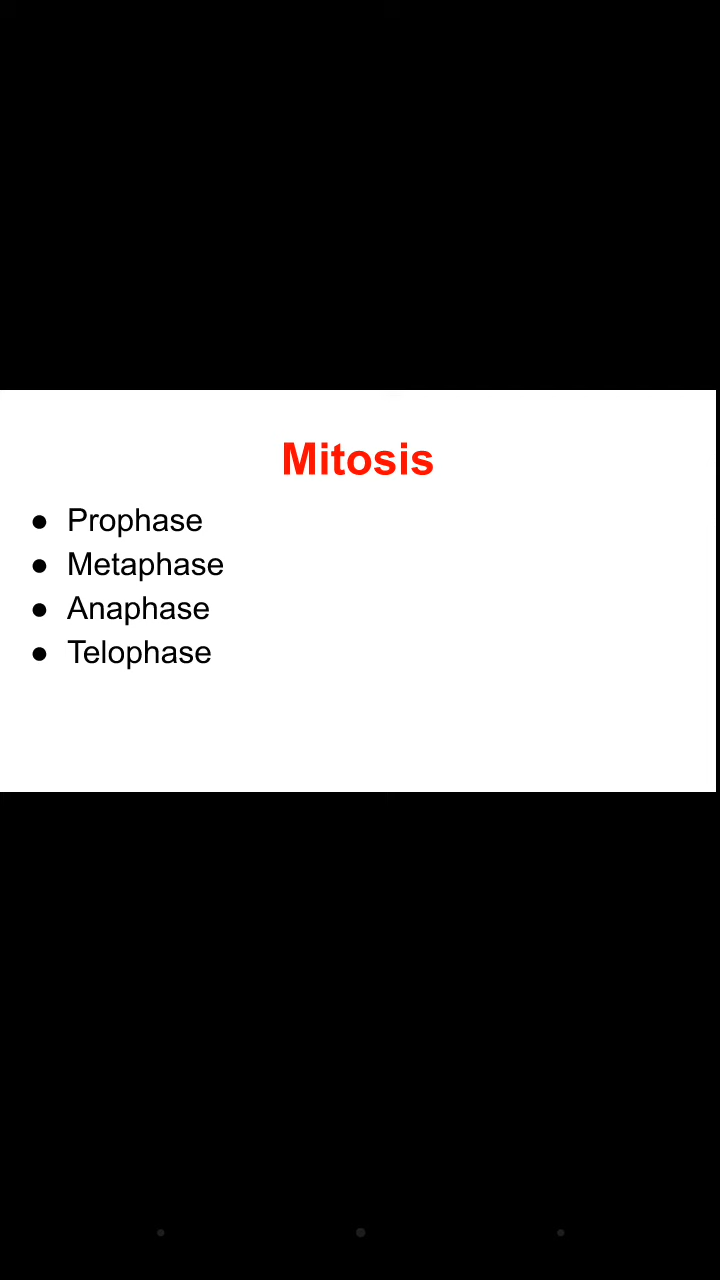 Mitosis
● Prophase
● Metaphase
● Anaphase
● Telophase